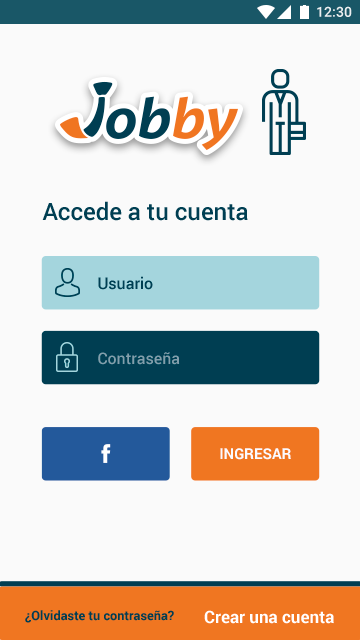 12:30
Jobby
Accede a tu cuenta
Usuario
Contraseña
f
INGRESAR
¿Olvidaste tu contraseña?
Crear una cuenta